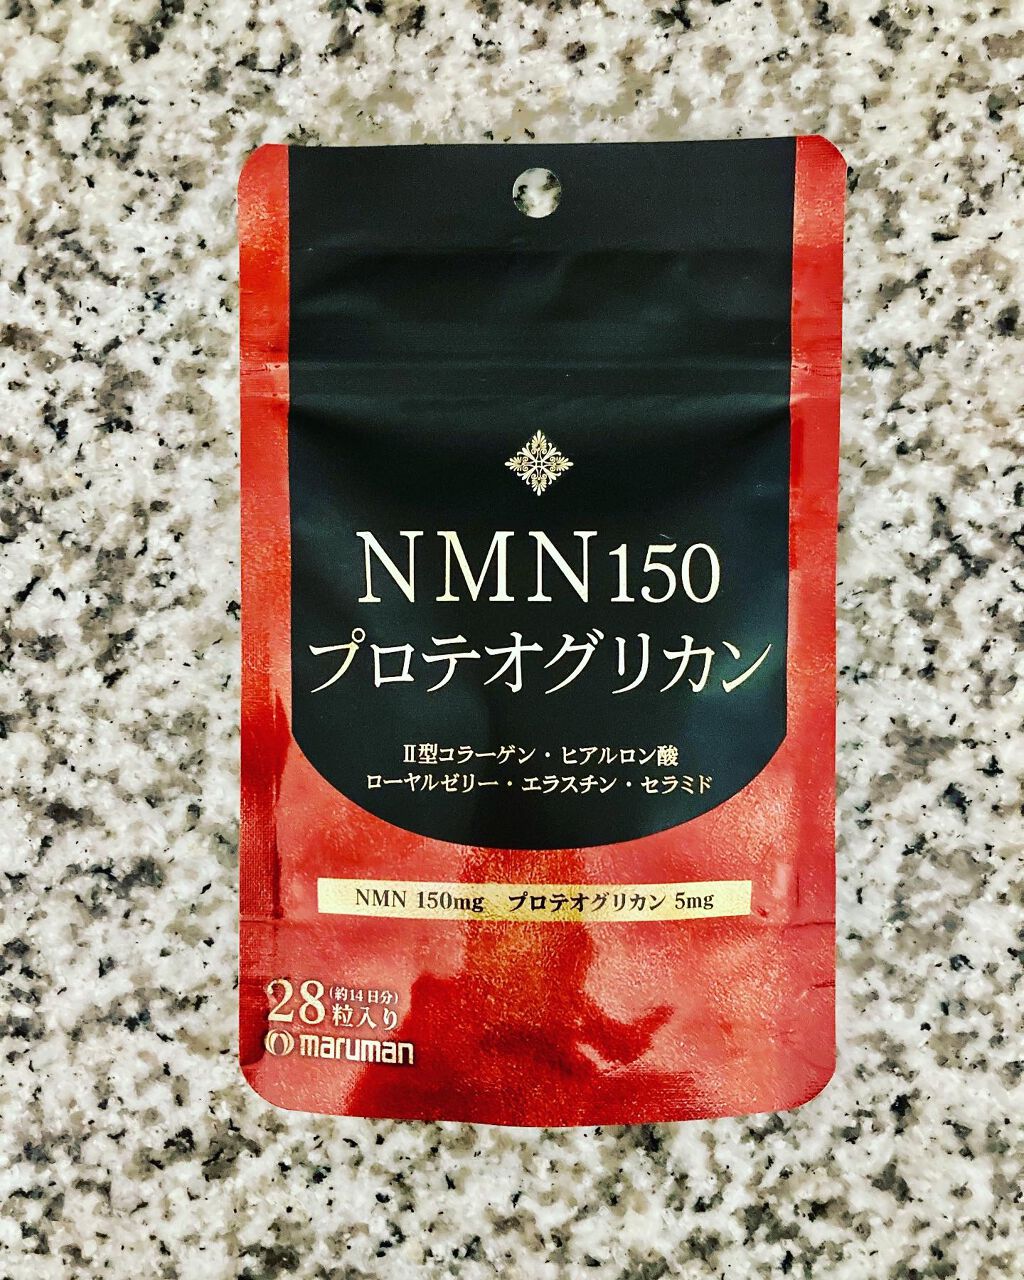 NMN150
プロテオグリカン
Ⅱ型コラーゲン・ヒアルロン酸
ローヤルゼリー・エラスチン・セラミド
NMN 150mg プロテオグリカン 5mg
28粒入り(約14日分)
maruman